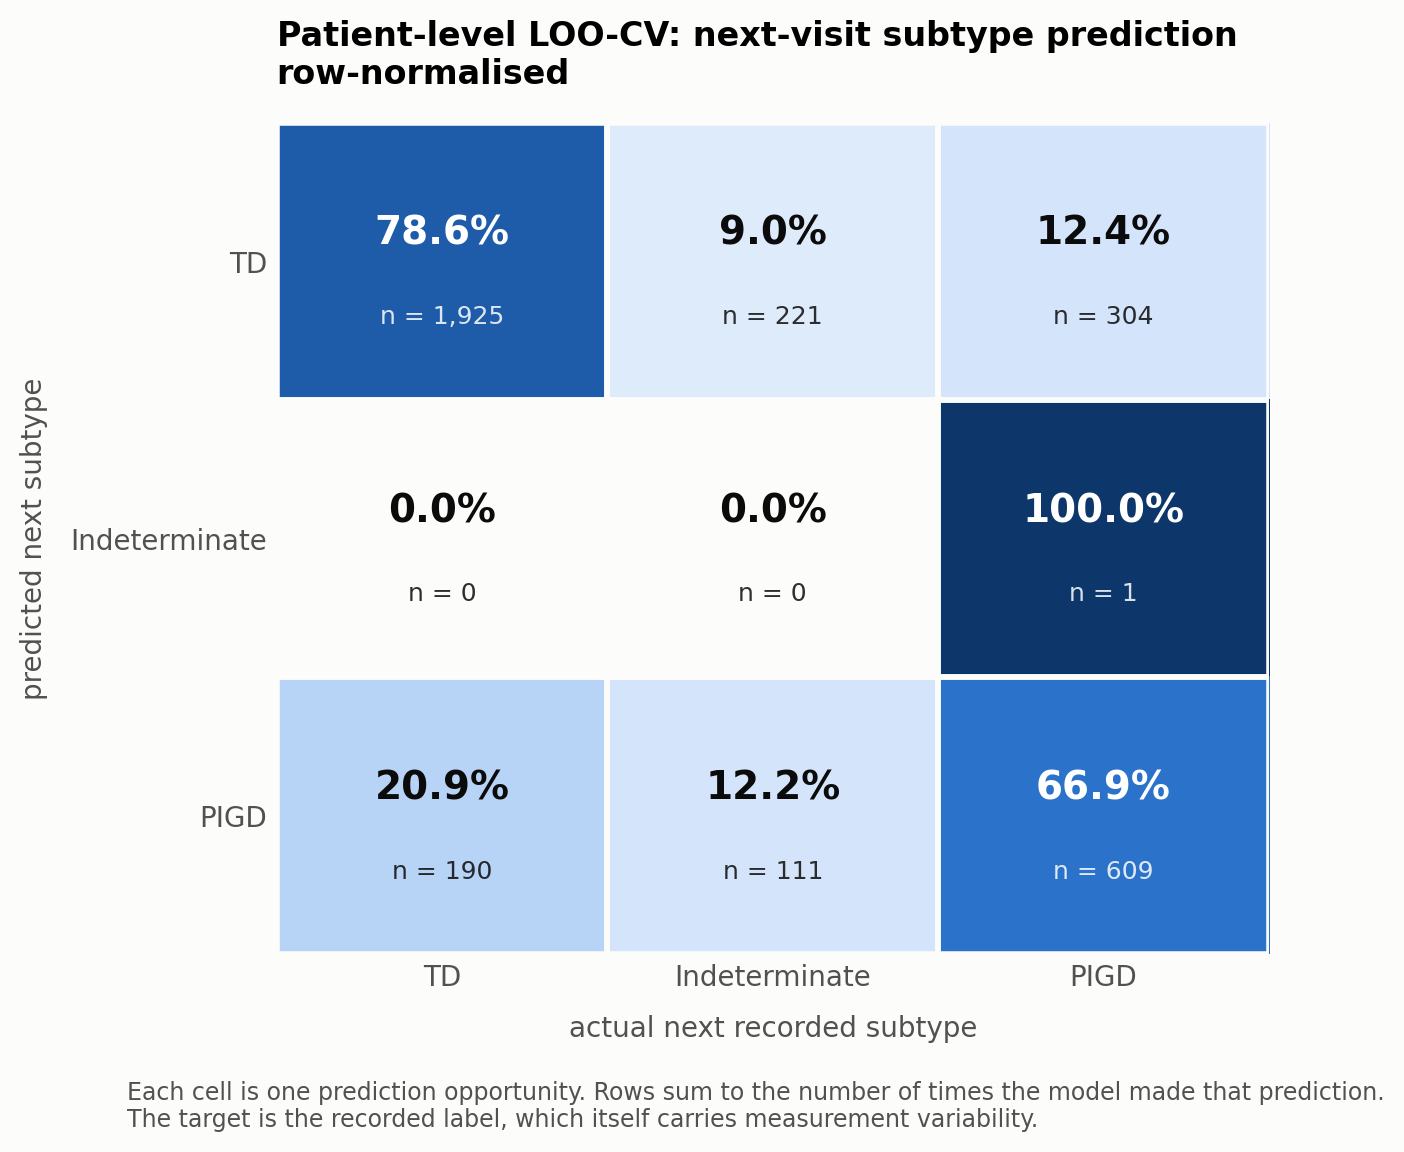 Patient-level LOO-CV: next-visit subtype prediction
row-normalised
predicted next subtype
TD
78.6%
9.0%
12.4%
n = 1,925
n = 221
n = 304
Indeterminate
0.0%
0.0%
100.0%
n = 0
n = 0
n = 1
PIGD
20.9%
12.2%
66.9%
n = 190
n = 111
n = 609
TD
Indeterminate
PIGD
actual next recorded subtype
Each cell is one prediction opportunity. Rows sum to the number of times the model made that prediction.
The target is the recorded label, which itself carries measurement variability.